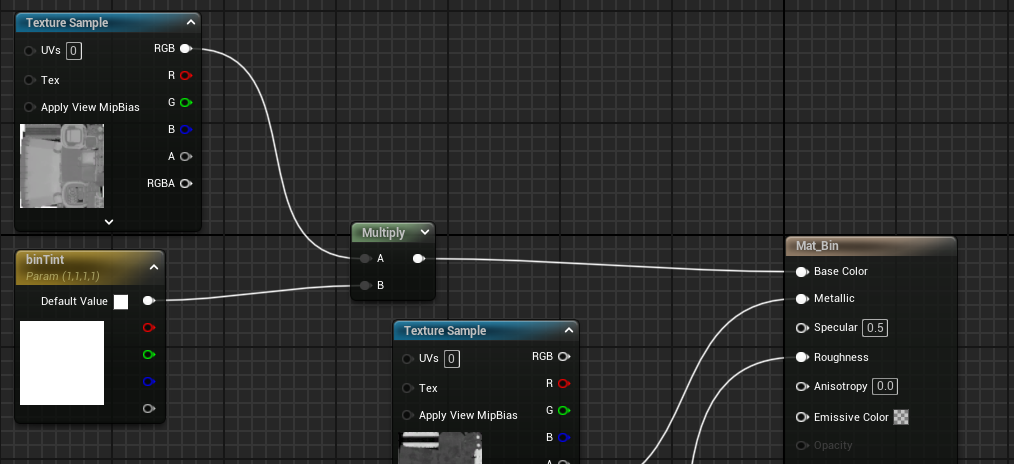 Texture Sample
UVs 0
RGB
Tex
R
Apply View MipBias
G
B
A
RGBA
binTint
Param (1,1,1,1)
Default Value
Multiply
A
B
Texture Sample
UVs 0
RGB
Tex
R
Apply View MipBias
G
B
A
Mat_Bin
Base Color
Metallic
Specular 0.5
Roughness
Anisotropy 0.0
Emissive Color
Opacity